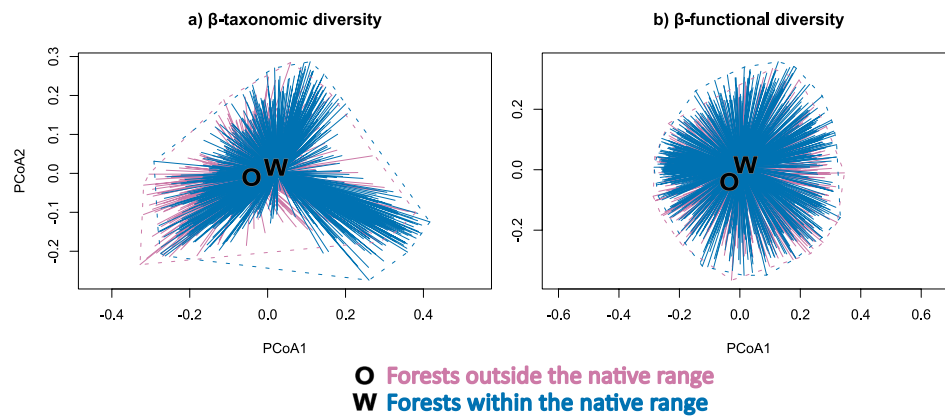 a) β-taxonomic diversity
b) β-functional diversity
PCoA2
0.3
0.2
0.1
0.0
-0.1
-0.2
O
W
-0.4
-0.2
0.0
0.2
0.4
PCoA1
0.2
0.0
-0.2
W
O
-0.6
-0.4
-0.2
0.0
0.2
0.4
0.6
PCoA1
O Forests outside the native range
W Forests within the native range